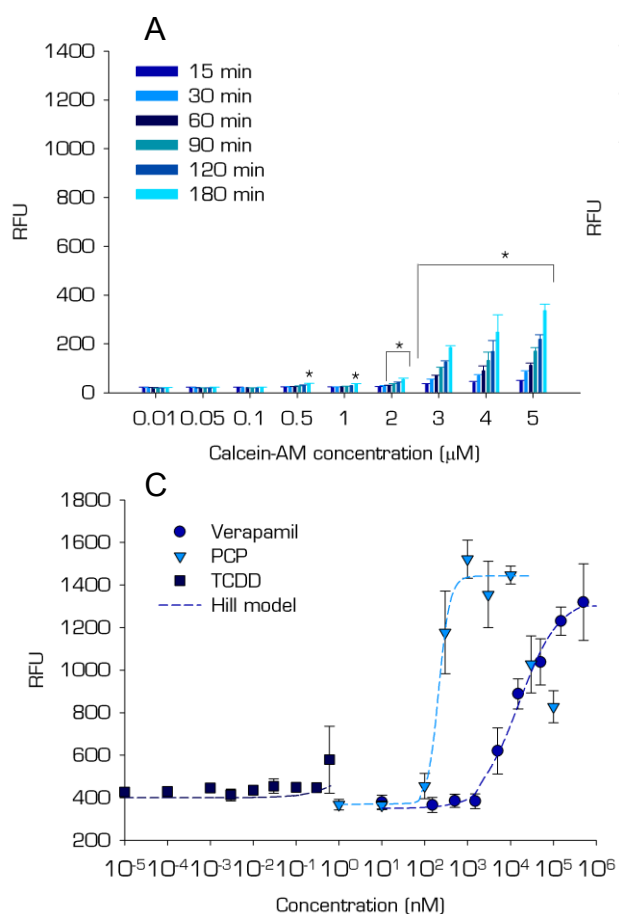 A
1400
1200
1000
800
600
400
200
0
RFU
RFU
15 min
30 min
60 min
90 min
120 min
180 min
* * * *
0.01 0.05 0.1 0.5 1 2 3 4 5
Calcein-AM concentration (μM)
C
1800
1600
1400
1200
1000
800
600
400
200
RFU
Verapamil
PCP
TCDD
Hill model
10⁻⁵ 10⁻⁴ 10⁻³ 10⁻² 10⁻¹ 10⁰ 10¹ 10² 10³ 10⁴ 10⁵ 10⁶
Concentration (nM)